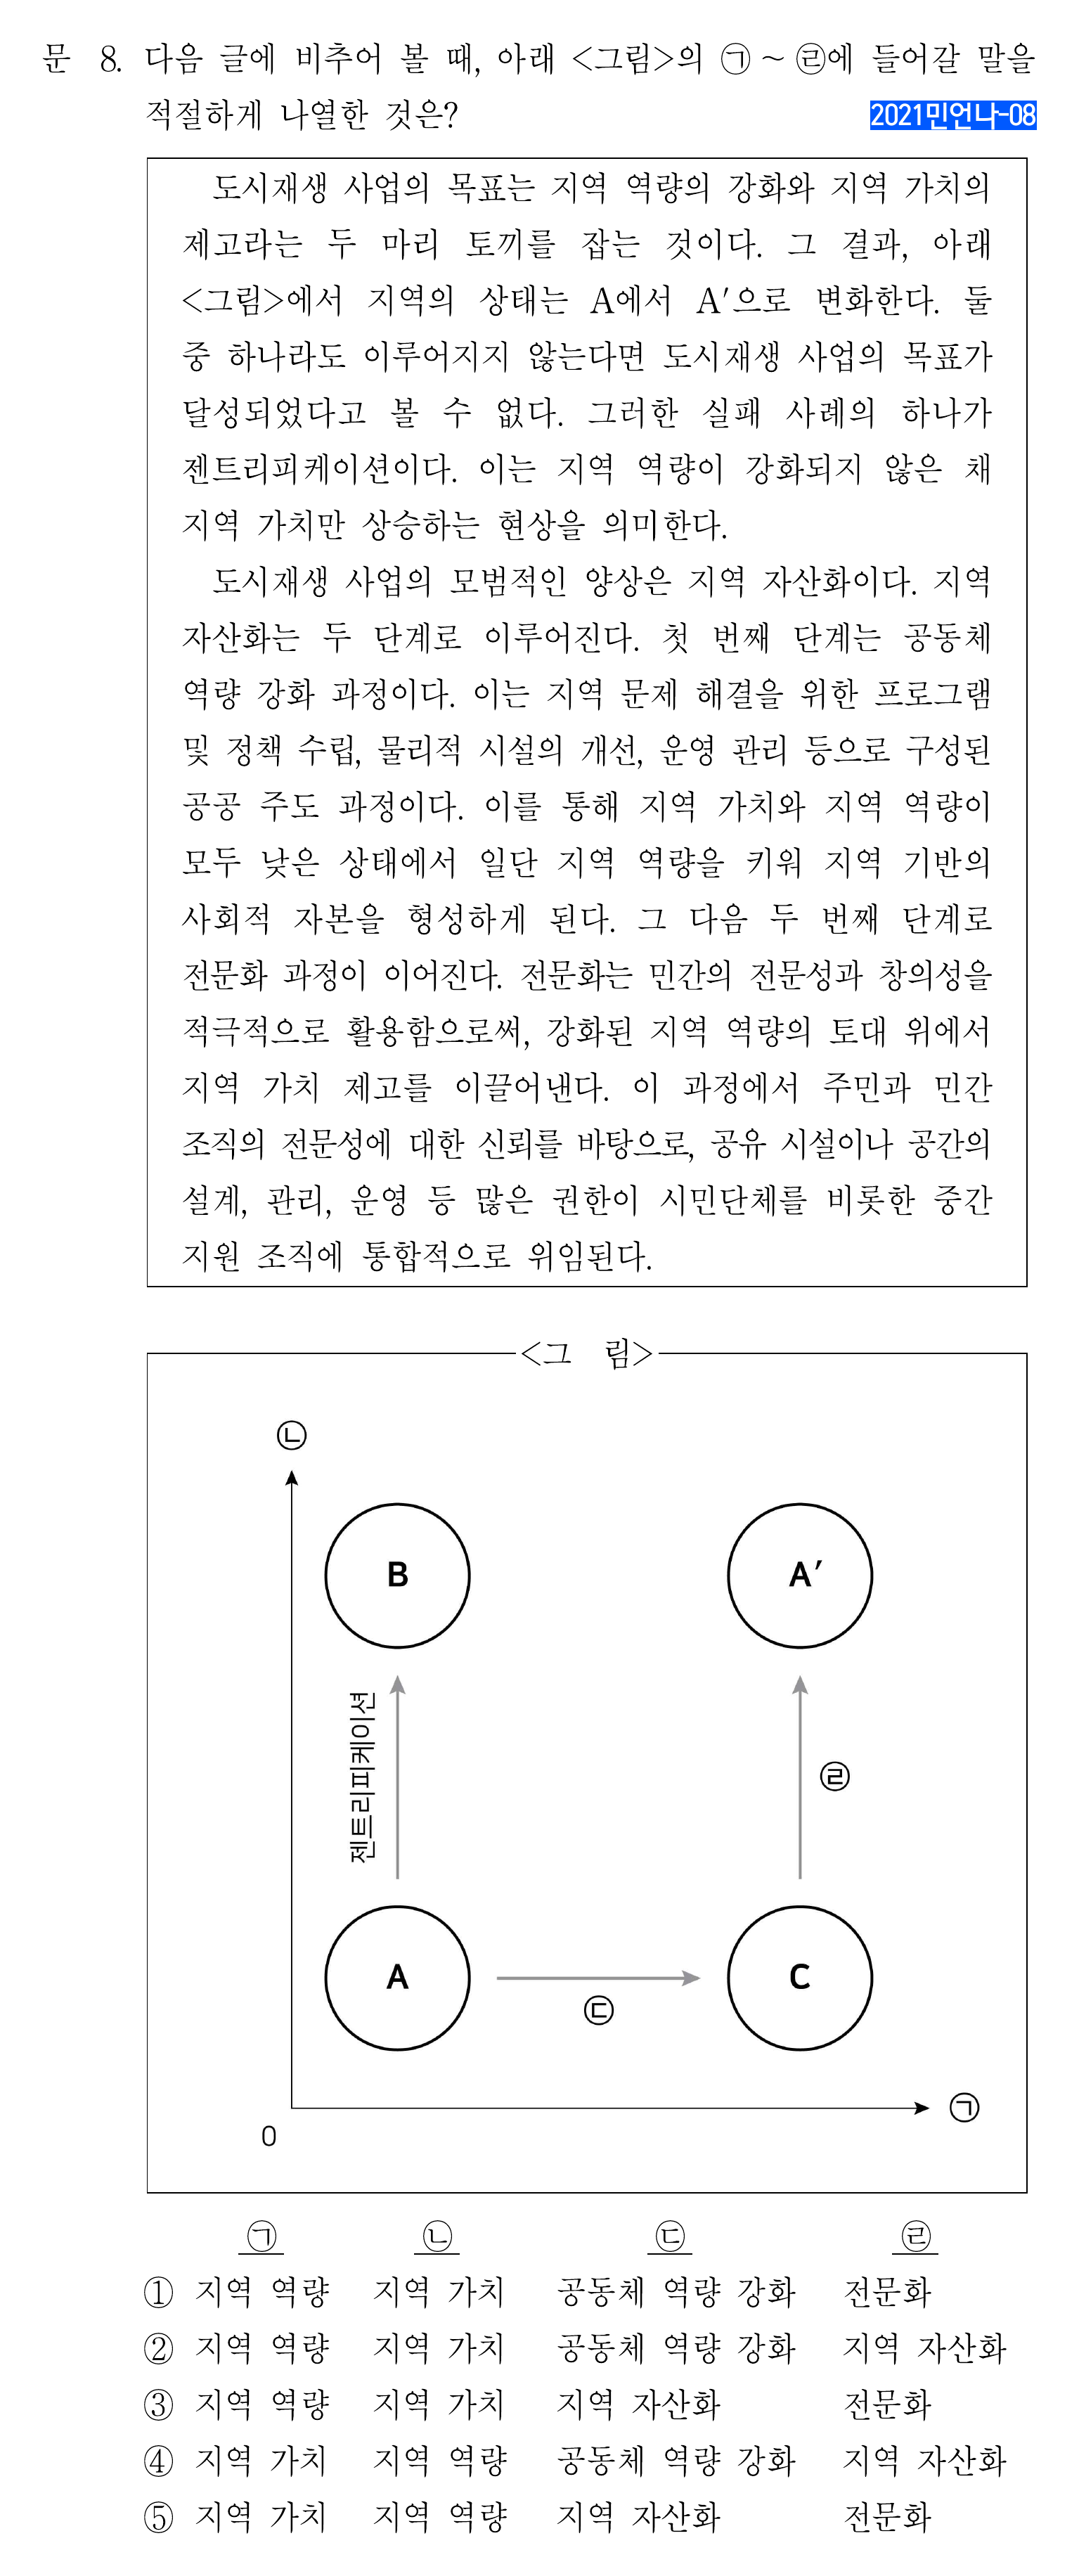 문 8. 다음 글에 비추어 볼 때, 아래 <그림>의 ㉠ ~ ㉣에 들어갈 말을
적절하게 나열한 것은?
2021민언나-08
도시재생 사업의 목표는 지역 역량의 강화와 지역 가치의
제고라는 두 마리 토끼를 잡는 것이다. 그 결과, 아래
<그림>에서 지역의 상태는 A에서 A′으로 변화한다. 둘
중 하나라도 이루어지지 않는다면 도시재생 사업의 목표가
달성되었다고 볼 수 없다. 그러한 실패 사례의 하나가
젠트리피케이션이다. 이는 지역 역량이 강화되지 않은 채
지역 가치만 상승하는 현상을 의미한다.
도시재생 사업의 모범적인 양상은 지역 자산화이다. 지역
자산화는 두 단계로 이루어진다. 첫 번째 단계는 공동체
역량 강화 과정이다. 이는 지역 문제 해결을 위한 프로그램
및 정책 수립, 물리적 시설의 개선, 운영 관리 등으로 구성된
공공 주도 과정이다. 이를 통해 지역 가치와 지역 역량이
모두 낮은 상태에서 일단 지역 역량을 키워 지역 기반의
사회적 자본을 형성하게 된다. 그 다음 두 번째 단계로
전문화 과정이 이어진다. 전문화는 민간의 전문성과 창의성을
적극적으로 활용함으로써, 강화된 지역 역량의 토대 위에서
지역 가치 제고를 이끌어낸다. 이 과정에서 주민과 민간
조직의 전문성에 대한 신뢰를 바탕으로, 공유 시설이나 공간의
설계, 관리, 운영 등 많은 권한이 시민단체를 비롯한 중간
지원 조직에 통합적으로 위임된다.
<그 림>
㉡
B
A′
젠트리피케이션
㉣
A
C
㉢
㉠
0
㉠ ㉡ ㉢ ㉣
① 지역 역량 지역 가치 공동체 역량 강화 전문화
② 지역 역량 지역 가치 공동체 역량 강화 지역 자산화
③ 지역 역량 지역 가치 지역 자산화 전문화
④ 지역 가치 지역 역량 공동체 역량 강화 지역 자산화
⑤ 지역 가치 지역 역량 지역 자산화 전문화